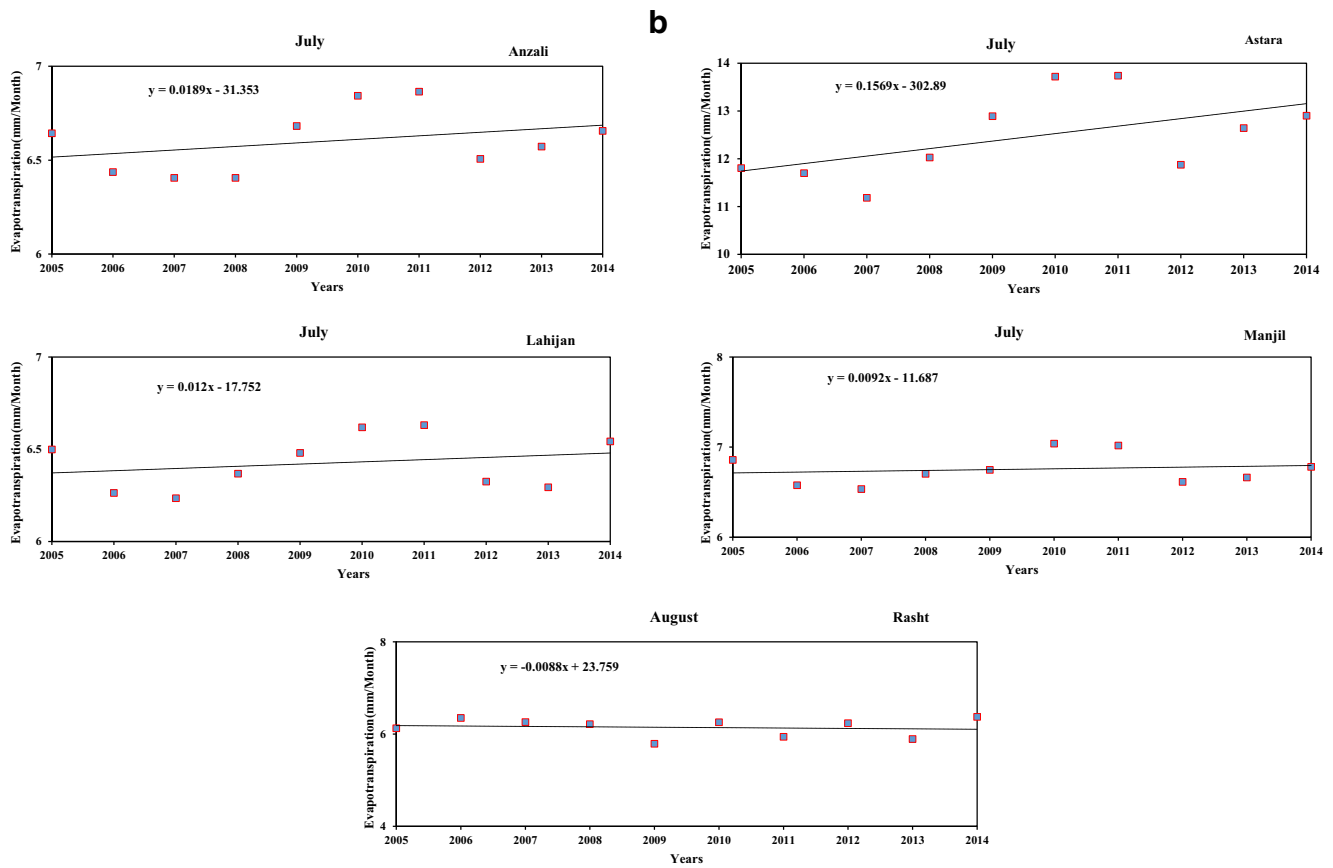 b
July
Anzali
y = 0.0189x - 31.353
Evapotranspiration(mm/Month)
7
6.5
6
2005 2006 2007 2008 2009 2010 2011 2012 2013 2014
Years
July
Astara
y = 0.1569x - 302.89
Evapotranspiration(mm/Month)
14
13
12
11
10
2005 2006 2007 2008 2009 2010 2011 2012 2013 2014
Years
July
Lahijan
y = 0.012x - 17.752
Evapotranspiration(mm/Month)
7
6.5
6
2005 2006 2007 2008 2009 2010 2011 2012 2013 2014
Years
July
Manjil
y = 0.0092x - 11.687
Evapotranspiration(mm/Month)
8
7
6
2005 2006 2007 2008 2009 2010 2011 2012 2013 2014
Years
August
Rasht
y = -0.0088x + 23.759
Evapotranspiration(mm/Month)
8
6
4
2005 2006 2007 2008 2009 2010 2011 2012 2013 2014
Years